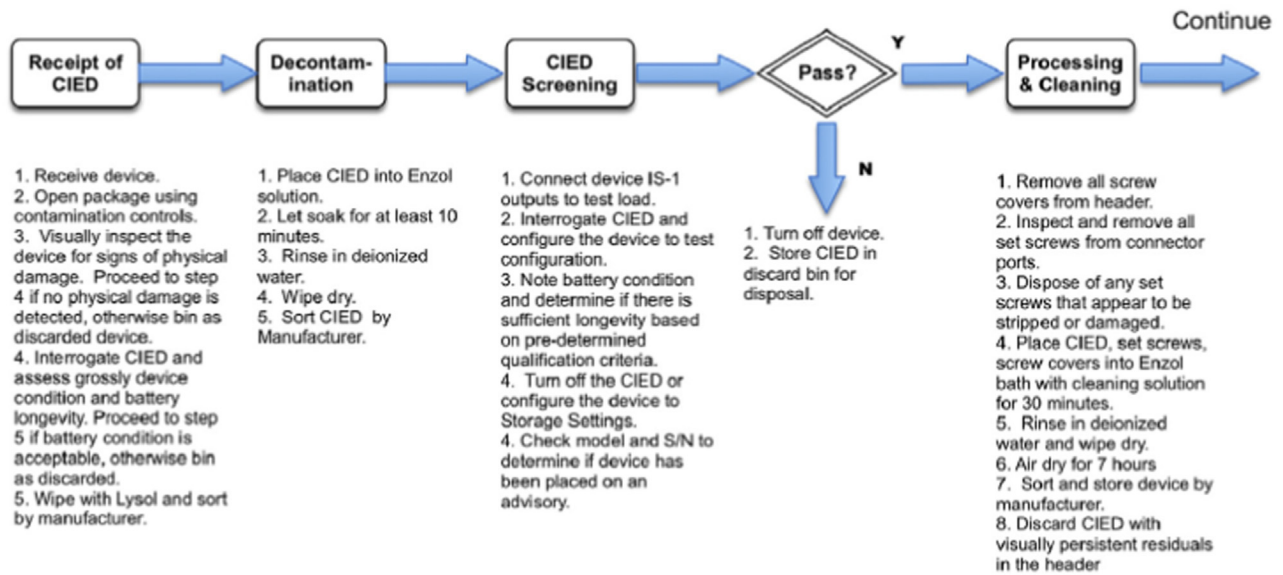 Continue
Receipt of
CIED
Decontam-
ination
CIED
Screening
Pass?
Y
Processing
& Cleaning
N
1. Receive device.
2. Open package using
contamination controls.
3. Visually inspect the
device for signs of physical
damage. Proceed to step
4 if no physical damage is
detected, otherwise bin as
discarded device.
4. Interrogate CIED and
assess grossly device
condition and battery
longevity. Proceed to step
5 if battery condition is
acceptable, otherwise bin
as discarded.
5. Wipe with Lysol and sort
by manufacturer.
1. Place CIED into Enzol
solution.
2. Let soak for at least 10
minutes.
3. Rinse in deionized
water.
4. Wipe dry.
5. Sort CIED by
Manufacturer.
1. Connect device IS-1
outputs to test load.
2. Interrogate CIED and
configure the device to test
configuration.
3. Note battery condition
and determine if there is
sufficient longevity based
on pre-determined
qualification criteria.
4. Turn off the CIED or
configure the device to
Storage Settings.
4. Check model and S/N to
determine if device has
been placed on an
advisory.
1. Turn off device.
2. Store CIED in
discard bin for
disposal.
1. Remove all screw
covers from header.
2. Inspect and remove all
set screws from connector
ports.
3. Dispose of any set
screws that appear to be
stripped or damaged.
4. Place CIED, set screws,
screw covers into Enzol
bath with cleaning solution
for 30 minutes.
5. Rinse in deionized
water and wipe dry.
6. Air dry for 7 hours
7. Sort and store device by
manufacturer.
8. Discard CIED with
visually persistent residuals
in the header